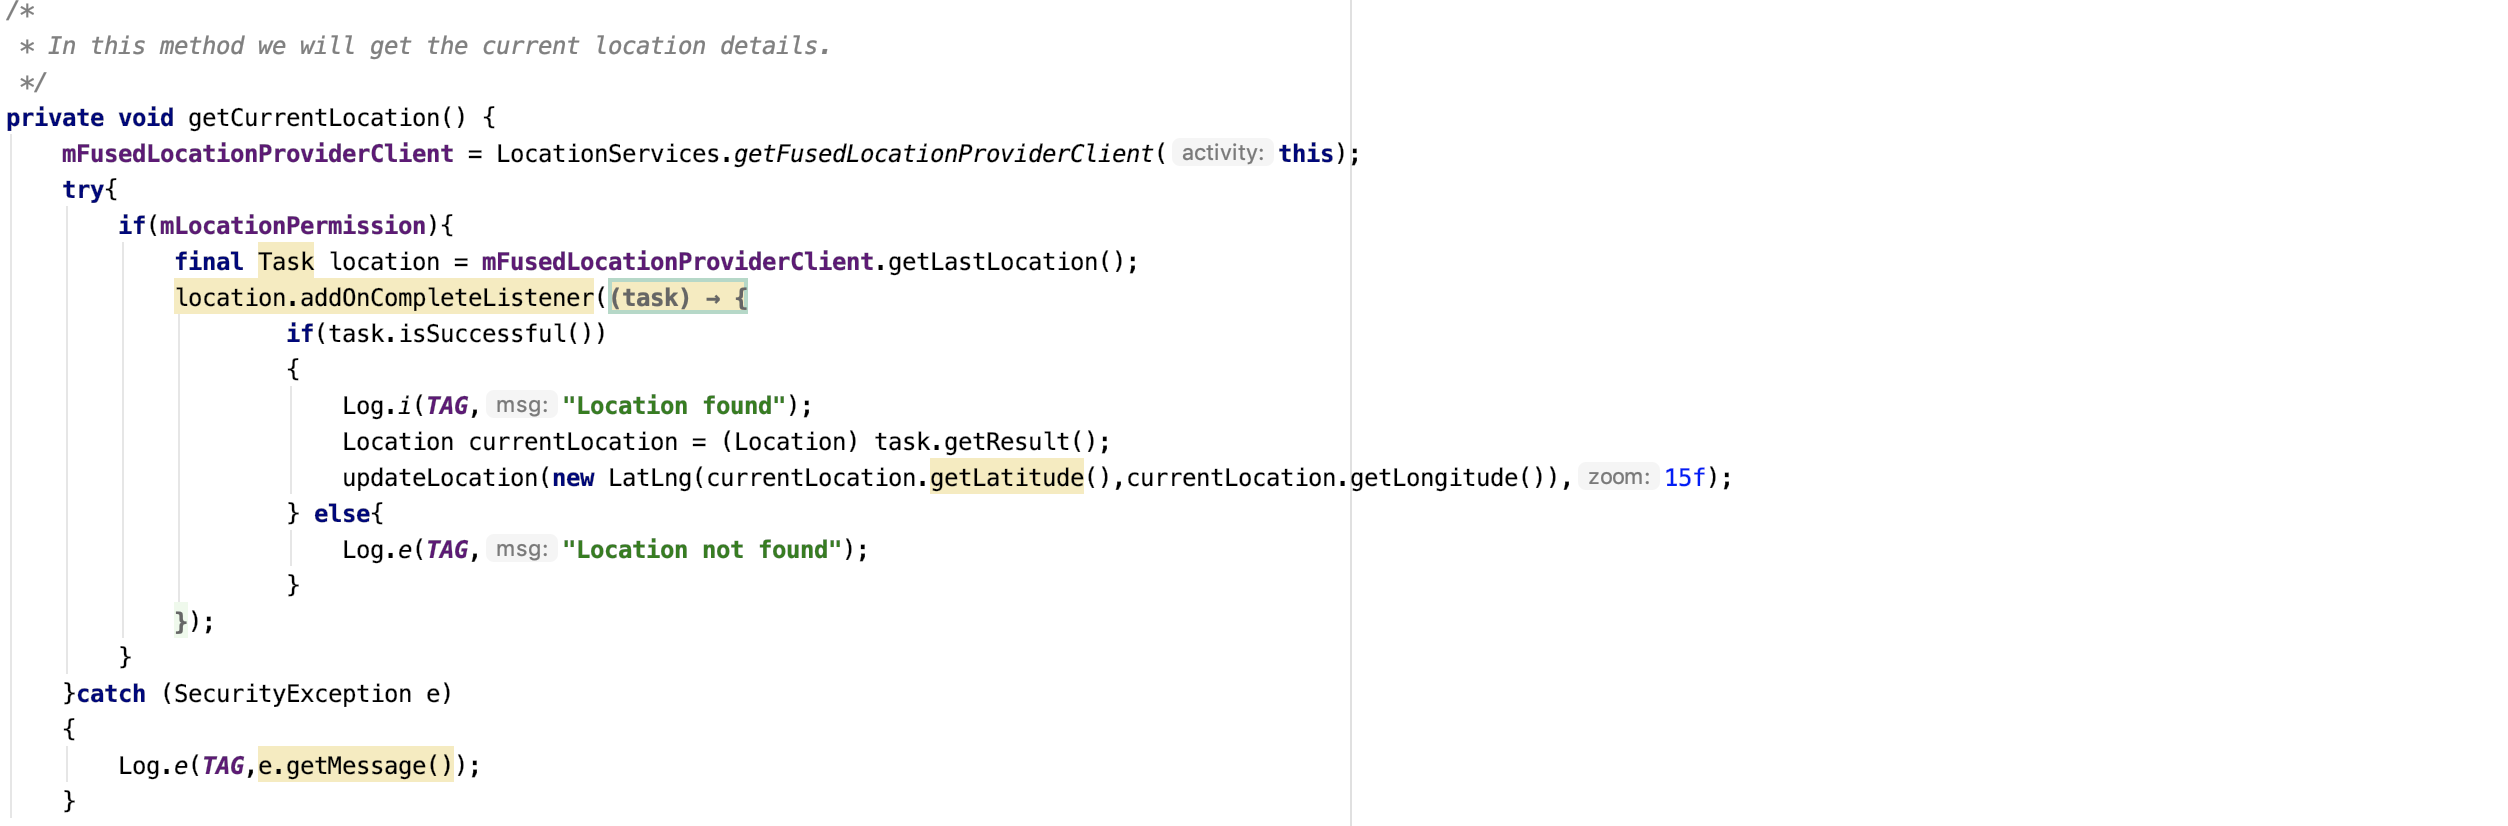 /*
 * In this method we will get the current location details.
 */
private void getCurrentLocation() {
    mFusedLocationProviderClient = LocationServices.getFusedLocationProviderClient( activity: this);
    try{
        if(mLocationPermission){
            final Task location = mFusedLocationProviderClient.getLastLocation();
            location.addOnCompleteListener((task) → {
                    if(task.isSuccessful())
                    {
                        Log.i(TAG, msg: "Location found");
                        Location currentLocation = (Location) task.getResult();
                        updateLocation(new LatLng(currentLocation.getLatitude(),currentLocation.getLongitude()), zoom: 15f);
                    } else{
                        Log.e(TAG, msg: "Location not found");
                    }
            });
        }
    }catch (SecurityException e)
    {
        Log.e(TAG,e.getMessage());
    }